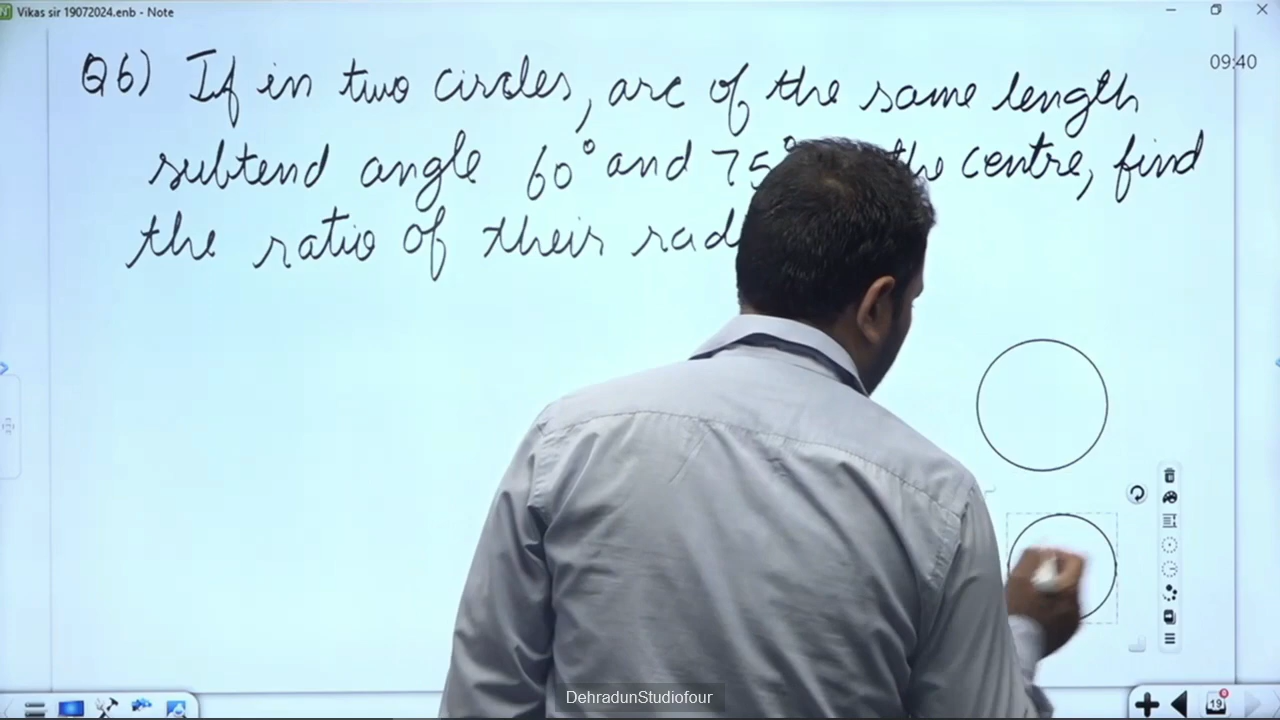 Vikas sir 19072024.enb - Note
09:40
Q6) If in two circles, arc of the same length
subtend angle 60° and 75° the centre, find
the ratio of their
19
DehradunStudiofour